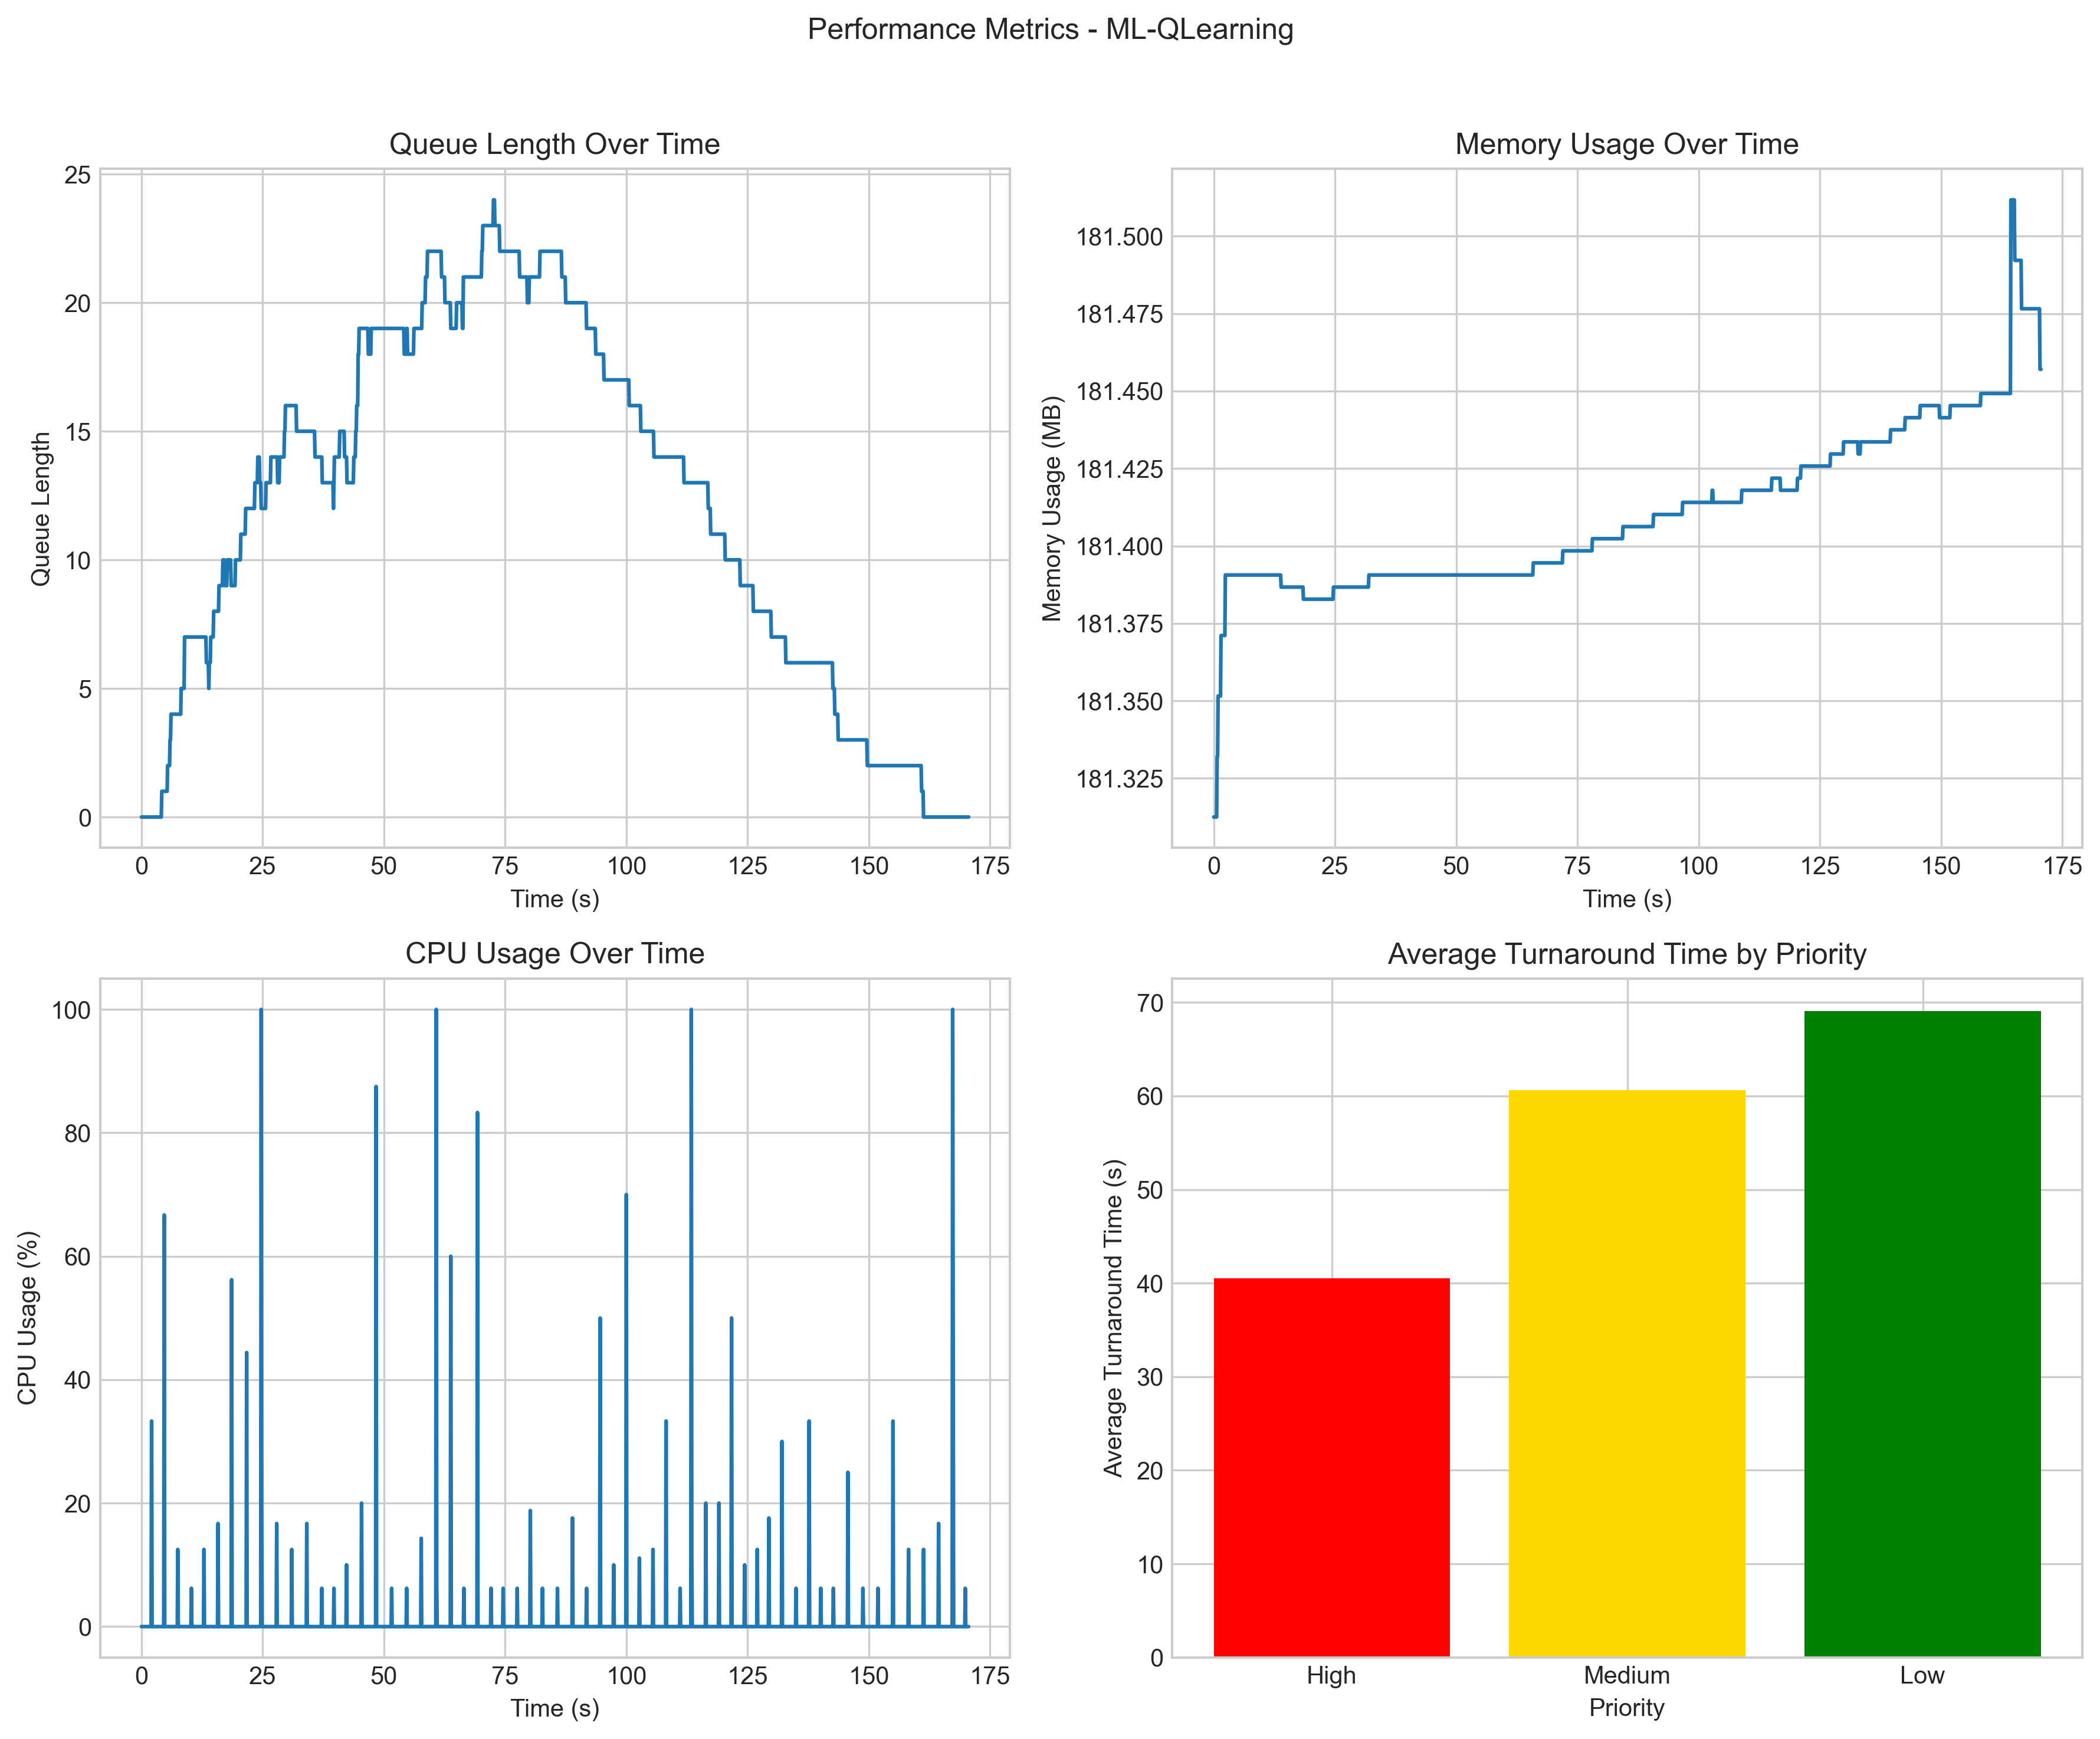 Performance Metrics - ML-QLearning
Queue Length Over Time
25
20
15
10
5
0
Queue Length
0 25 50 75 100 125 150 175
Time (s)
Memory Usage Over Time
181.500
181.475
181.450
181.425
181.400
181.375
181.350
181.325
Memory Usage (MB)
0 25 50 75 100 125 150 175
Time (s)
CPU Usage Over Time
100
80
60
40
20
0
CPU Usage (%)
0 25 50 75 100 125 150 175
Time (s)
Average Turnaround Time by Priority
70
60
50
40
30
20
10
0
Average Turnaround Time (s)
High Medium Low
Priority